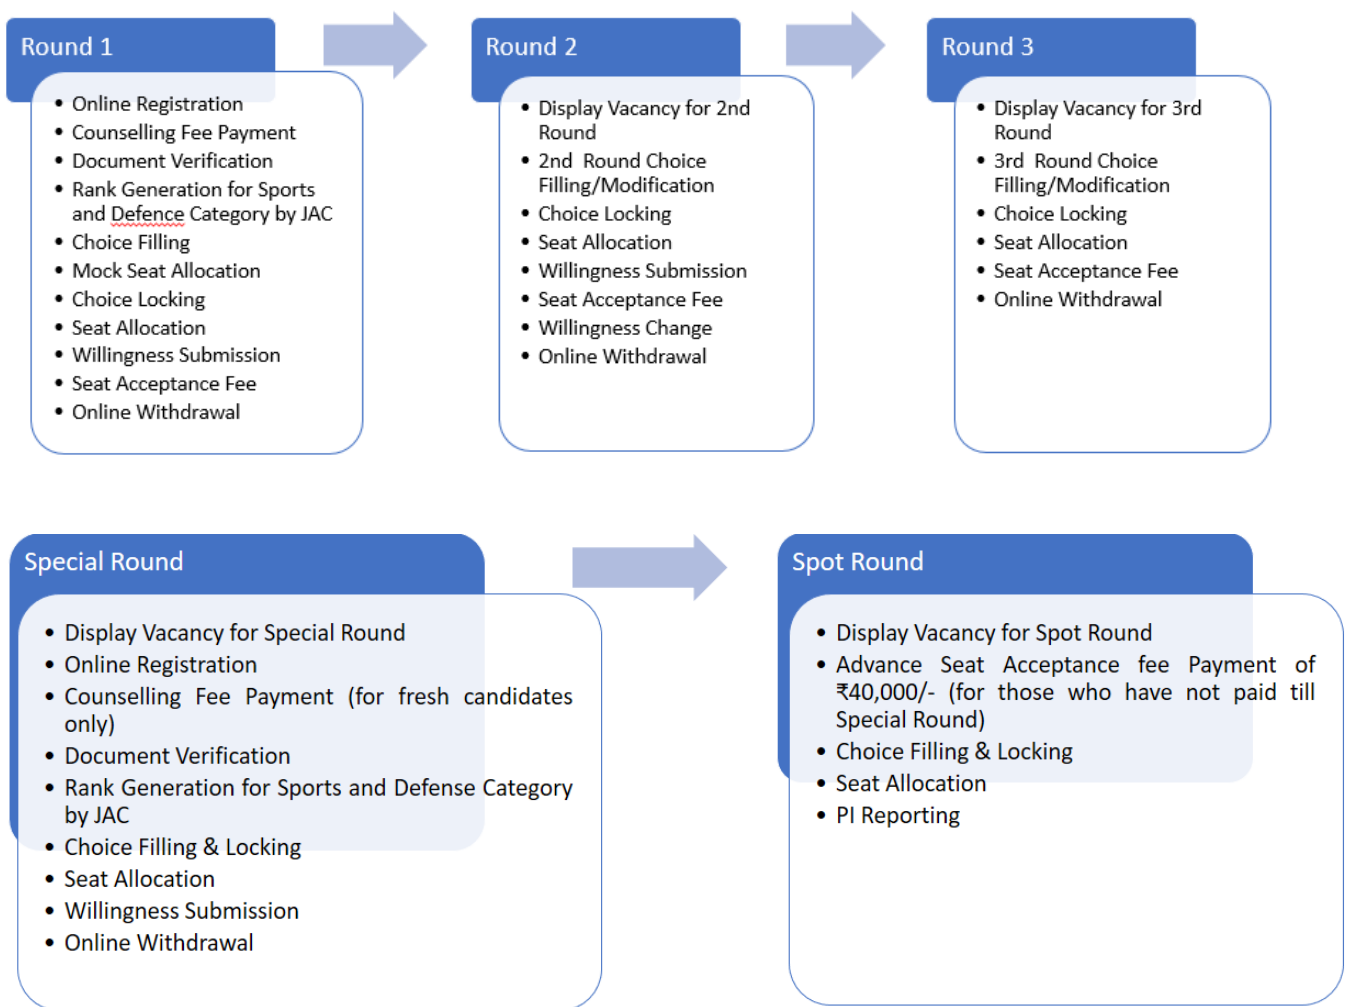 Round 1
• Online Registration
• Counselling Fee Payment
• Document Verification
• Rank Generation for Sports
and Defence Category by JAC
• Choice Filling
• Mock Seat Allocation
• Choice Locking
• Seat Allocation
• Willingness Submission
• Seat Acceptance Fee
• Online Withdrawal
Round 2
• Display Vacancy for 2nd
Round
• 2nd Round Choice
Filling/Modification
• Choice Locking
• Seat Allocation
• Willingness Submission
• Seat Acceptance Fee
• Willingness Change
• Online Withdrawal
Round 3
• Display Vacancy for 3rd
Round
• 3rd Round Choice
Filling/Modification
• Choice Locking
• Seat Allocation
• Seat Acceptance Fee
• Online Withdrawal
Special Round
• Display Vacancy for Special Round
• Online Registration
• Counselling Fee Payment (for fresh candidates
only)
• Document Verification
• Rank Generation for Sports and Defense Category
by JAC
• Choice Filling & Locking
• Seat Allocation
• Willingness Submission
• Online Withdrawal
Spot Round
• Display Vacancy for Spot Round
• Advance Seat Acceptance fee Payment of
₹40,000/- (for those who have not paid till
Special Round)
• Choice Filling & Locking
• Seat Allocation
• PI Reporting